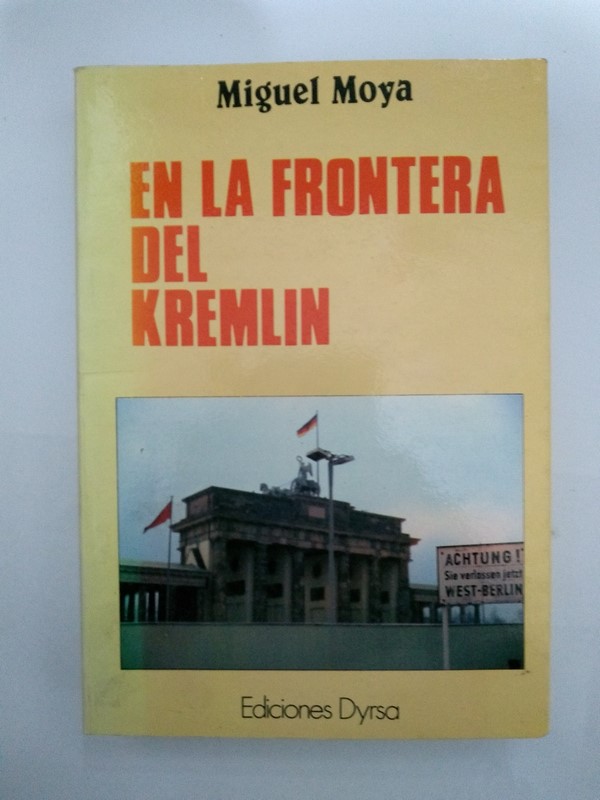 Miguel Moya
EN LA FRONTERA
DEL
KREMLIN
"ACHTUNG!"
Sie verlassen jetzt
WEST-BERLIN
Ediciones Dyrsa